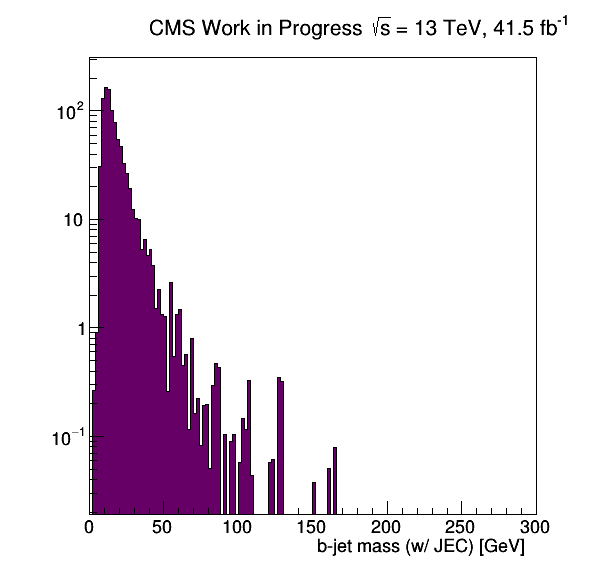 CMS Work in Progress √s = 13 TeV, 41.5 fb⁻¹
10²
10
1
10⁻¹
0 50 100 150 200 250 300
b-jet mass (w/ JEC) [GeV]